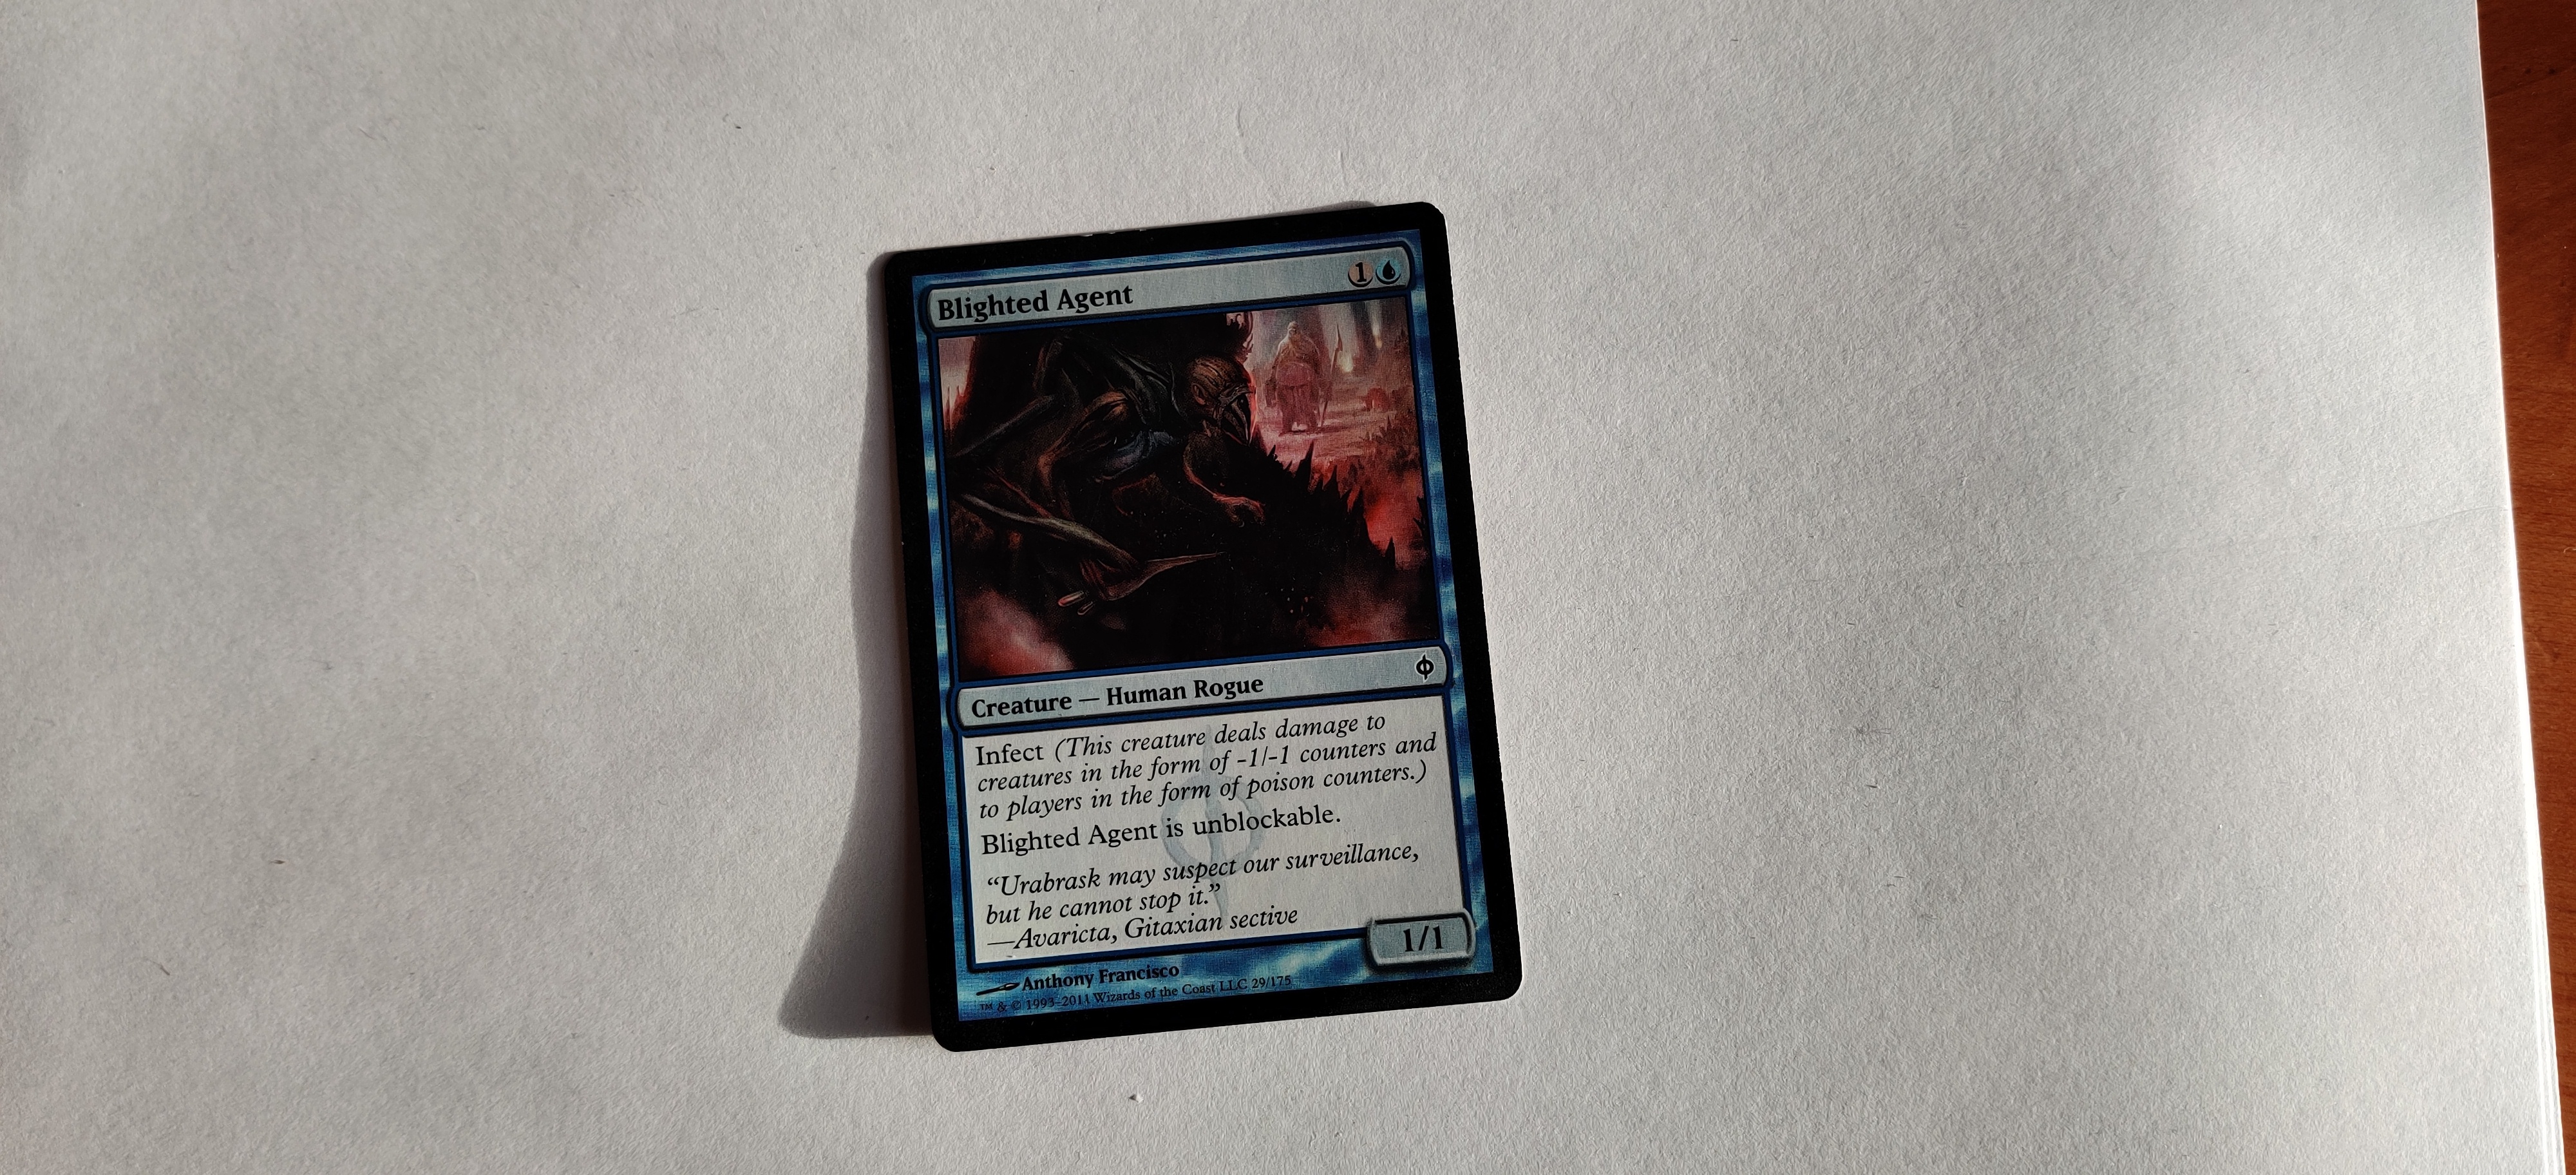 Blighted Agent 1
Creature — Human Rogue
Infect (This creature deals damage to
creatures in the form of -1/-1 counters and
to players in the form of poison counters.)
Blighted Agent is unblockable.
“Urabrask may suspect our surveillance,
but he cannot stop it.”
—Avaricta, Gitaxian sective
1/1
Anthony Francisco
™ & © 1993–2011 Wizards of the Coast LLC 29/175